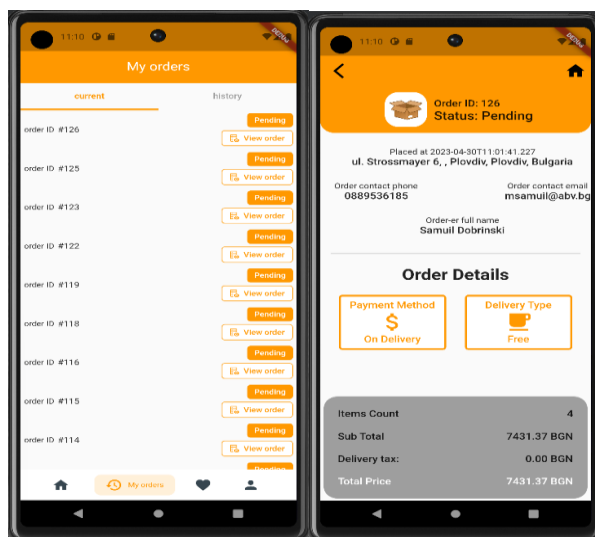 11:10
DEBUG
My orders
current
history
order ID #126
Pending
View order
order ID #125
Pending
View order
order ID #123
Pending
View order
order ID #122
Pending
View order
order ID #119
Pending
View order
order ID #118
Pending
View order
order ID #116
Pending
View order
order ID #115
Pending
View order
order ID #114
Pending
View order
Pending
My orders
11:10
DEBUG
Order ID: 126
Status: Pending
Placed at 2023-04-30T11:01:41.227
ul. Strossmayer 6, , Plovdiv, Plovdiv, Bulgaria
Order contact phone
0889536185
Order contact email
msamuil@abv.bg
Order-er full name
Samuil Dobrinski
Order Details
Payment Method
$
On Delivery
Delivery Type
Free
Items Count 4
Sub Total 7431.37 BGN
Delivery tax: 0.00 BGN
Total Price 7431.37 BGN